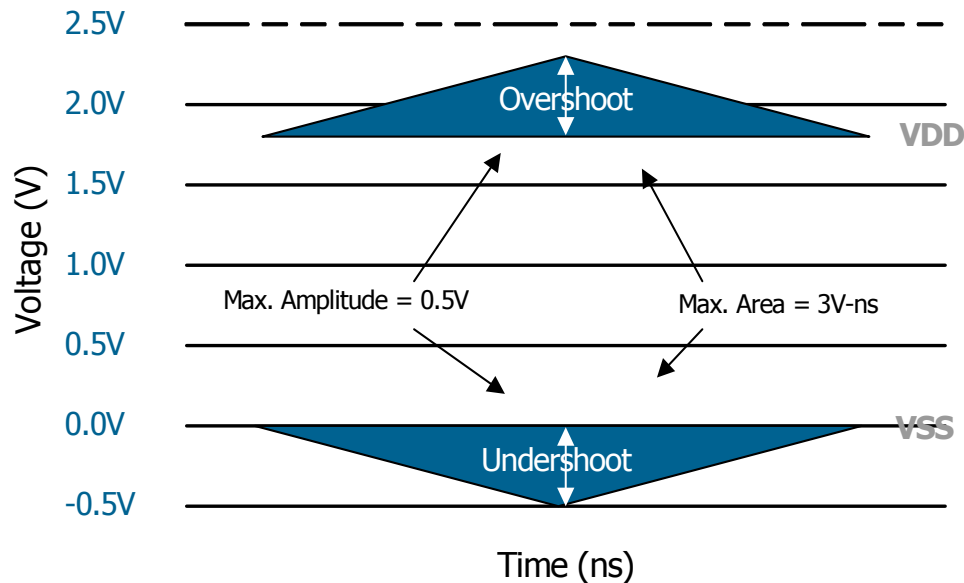 2.5V
Overshoot
2.0V
VDD
1.5V
1.0V
Voltage (V)
Max. Amplitude = 0.5V
Max. Area = 3V-ns
0.5V
0.0V
VSS
Undershoot
-0.5V
Time (ns)